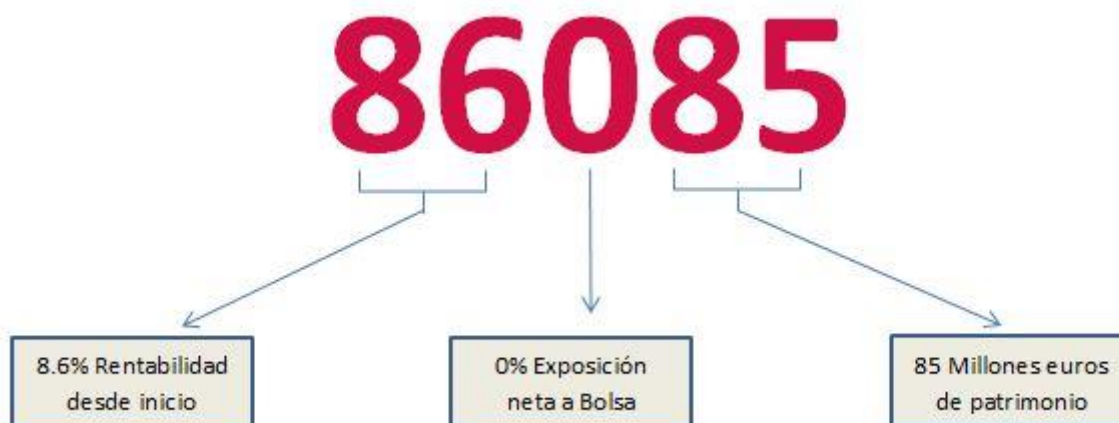 86085
8.6% Rentabilidad
desde inicio
0% Exposición
neta a Bolsa
85 Millones euros
de patrimonio